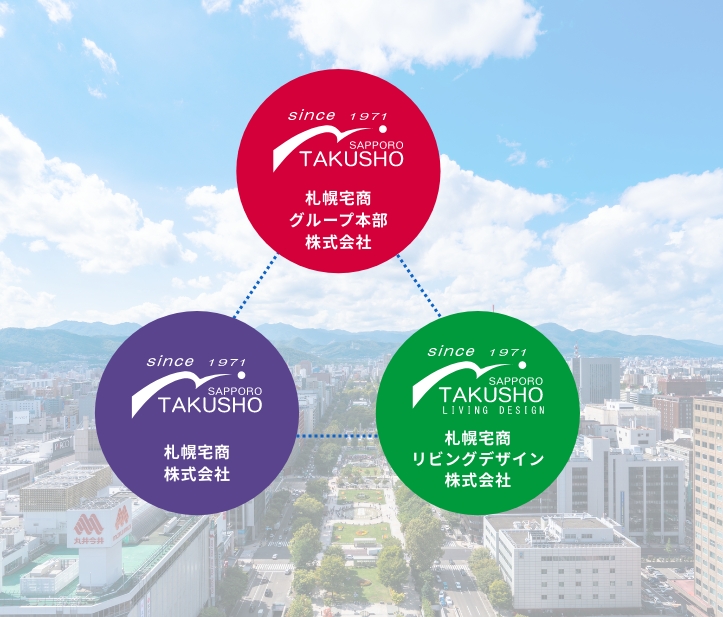 since 1971
SAPPORO
TAKUSHO
札幌宅商
グループ本部
株式会社
since 1971
SAPPORO
TAKUSHO
札幌宅商
株式会社
since 1971
SAPPORO
TAKUSHO
LIVING DESIGN
札幌宅商
リビングデザイン
株式会社
丸井今井